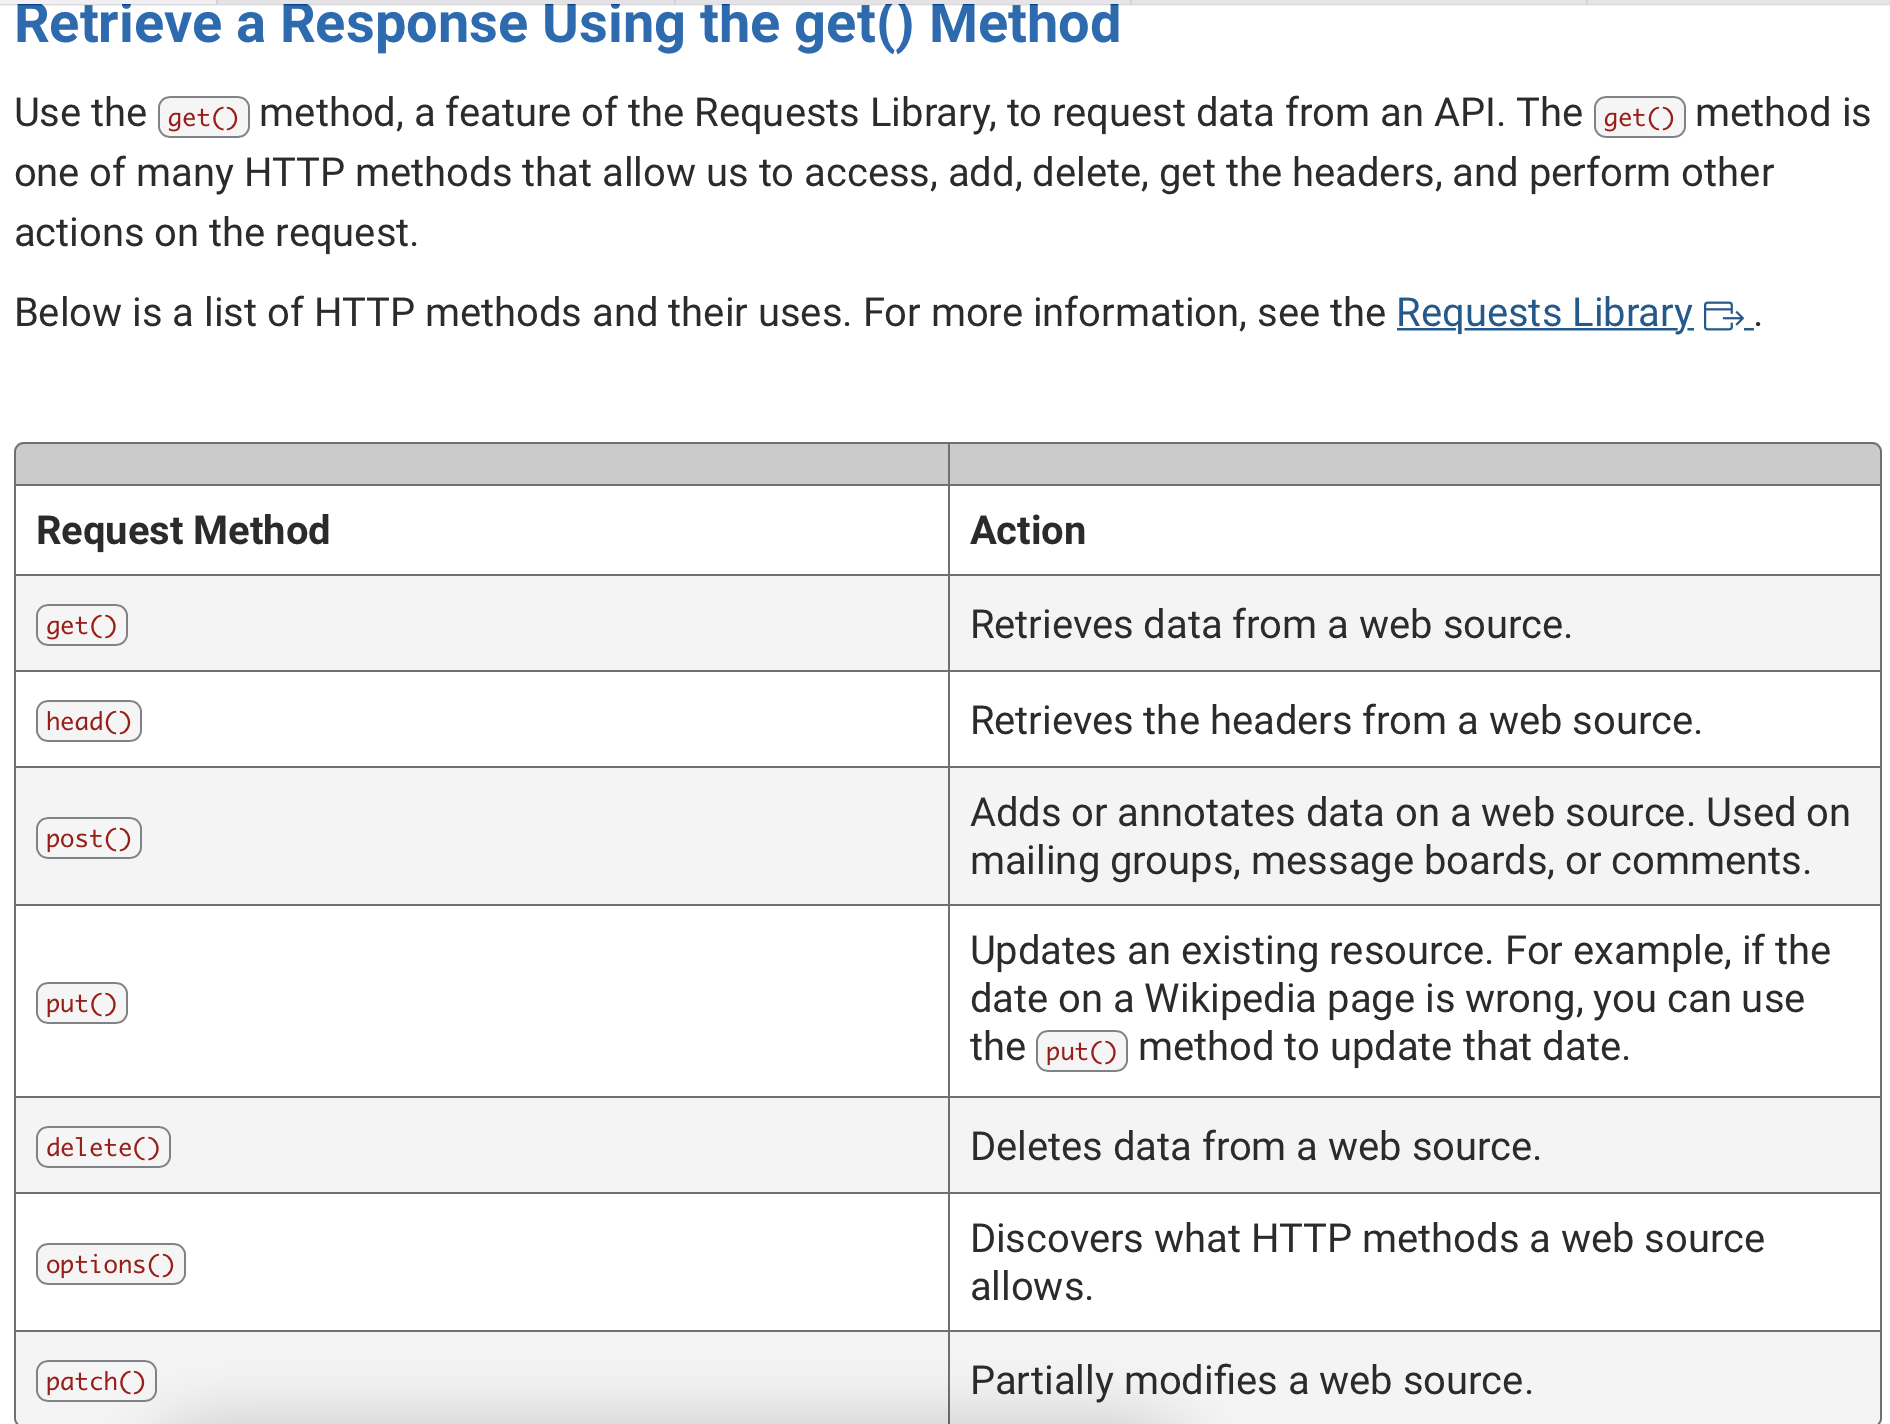 Retrieve a Response Using the get() Method
Use the get() method, a feature of the Requests Library, to request data from an API. The get() method is
one of many HTTP methods that allow us to access, add, delete, get the headers, and perform other
actions on the request.
Below is a list of HTTP methods and their uses. For more information, see the Requests Library .
Request Method
Action
get()
Retrieves data from a web source.
head()
Retrieves the headers from a web source.
post()
Adds or annotates data on a web source. Used on
mailing groups, message boards, or comments.
put()
Updates an existing resource. For example, if the
date on a Wikipedia page is wrong, you can use
the put() method to update that date.
delete()
Deletes data from a web source.
options()
Discovers what HTTP methods a web source
allows.
patch()
Partially modifies a web source.